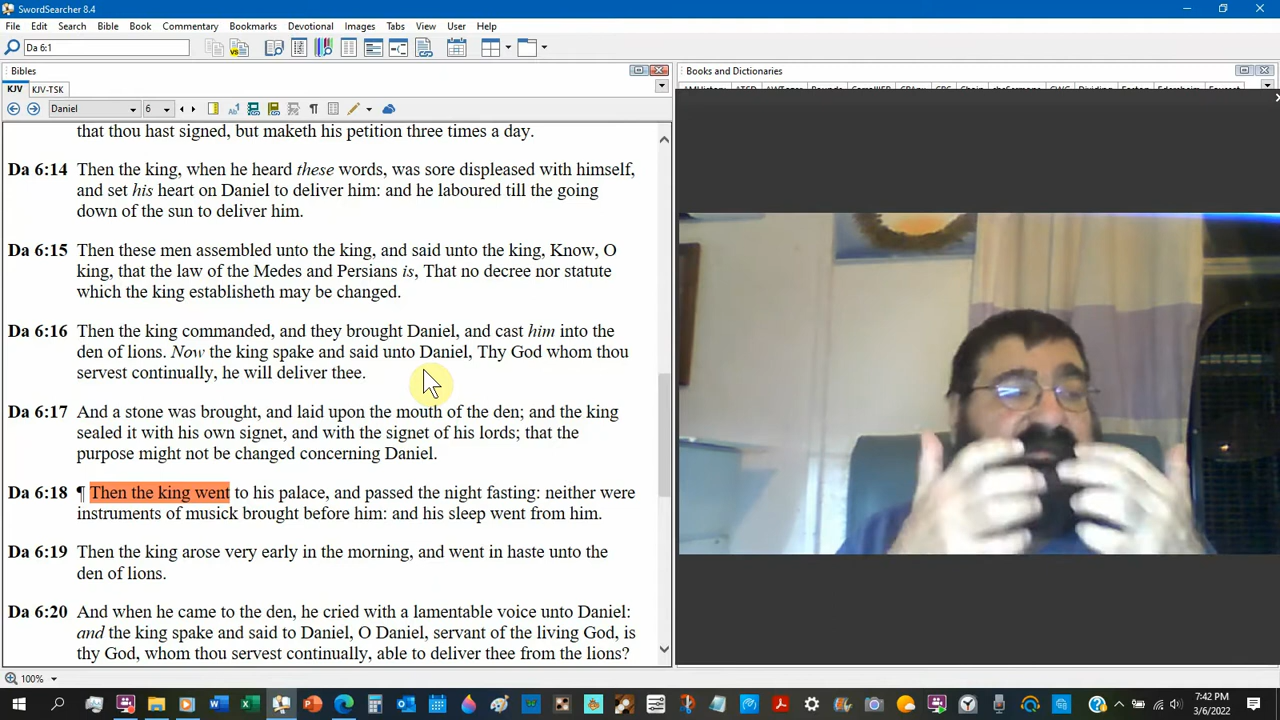 SwordSearcher 8.4
File Edit Search Bible Book Commentary Bookmarks Devotional Images Tabs View User Help
Da 6:1
Bibles
Books and Dictionaries
KJV KJV-TSK
Daniel 6
that thou hast signed, but maketh his petition three times a day.
Da 6:14 Then the king, when he heard these words, was sore displeased with himself,
and set his heart on Daniel to deliver him: and he laboured till the going
down of the sun to deliver him.
Da 6:15 Then these men assembled unto the king, and said unto the king, Know, O
king, that the law of the Medes and Persians is, That no decree nor statute
which the king establisheth may be changed.
Da 6:16 Then the king commanded, and they brought Daniel, and cast him into the
den of lions. Now the king spake and said unto Daniel, Thy God whom thou
servest continually, he will deliver thee.
Da 6:17 And a stone was brought, and laid upon the mouth of the den; and the king
sealed it with his own signet, and with the signet of his lords; that the
purpose might not be changed concerning Daniel.
Da 6:18 ¶ Then the king went to his palace, and passed the night fasting: neither were
instruments of musick brought before him: and his sleep went from him.
Da 6:19 Then the king arose very early in the morning, and went in haste unto the
den of lions.
Da 6:20 And when he came to the den, he cried with a lamentable voice unto Daniel:
and the king spake and said to Daniel, O Daniel, servant of the living God, is
thy God, whom thou servest continually, able to deliver thee from the lions?
100%
7:42 PM
3/6/2022